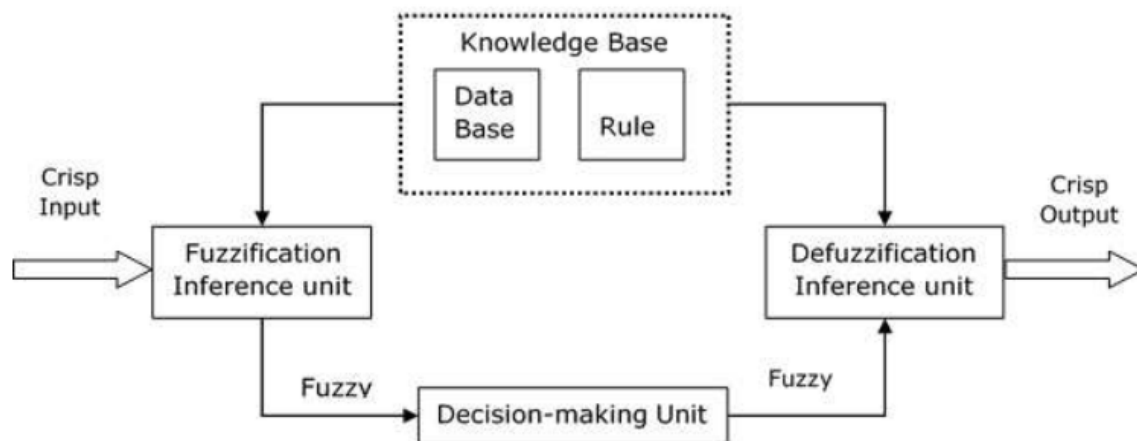 Knowledge Base
Data
Base
Rule
Crisp
Input
Crisp
Output
Fuzzification
Inference unit
Defuzzification
Inference unit
Fuzzy
Decision-making Unit
Fuzzy